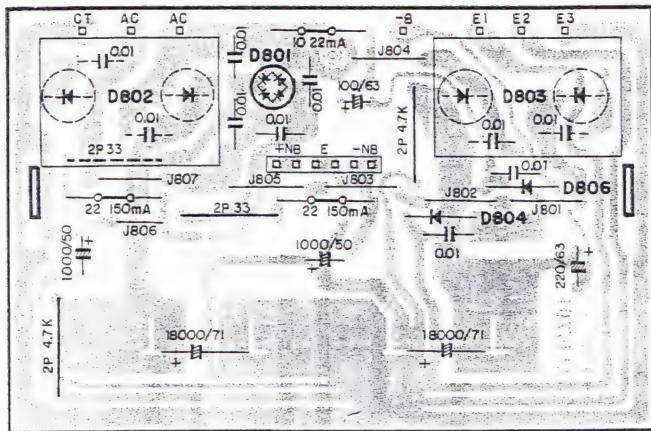 CT AC AC -B E1 E2 E3
0.01 0.01 D801 10 22mA J804 0.01
D802 0.01 100/63 D803
0.01 0.01 0.01 2P 4.7K 0.01 0.01
2P 33 +NB E -NB 0.01
J807 J805 J803 J802 D806
22 150mA 2P 33 22 150mA D804 J801
J806 0.01
1000/50 + 1000/50 + 220/63 +
2P 4.7K 18000/71 + 18000/71 +